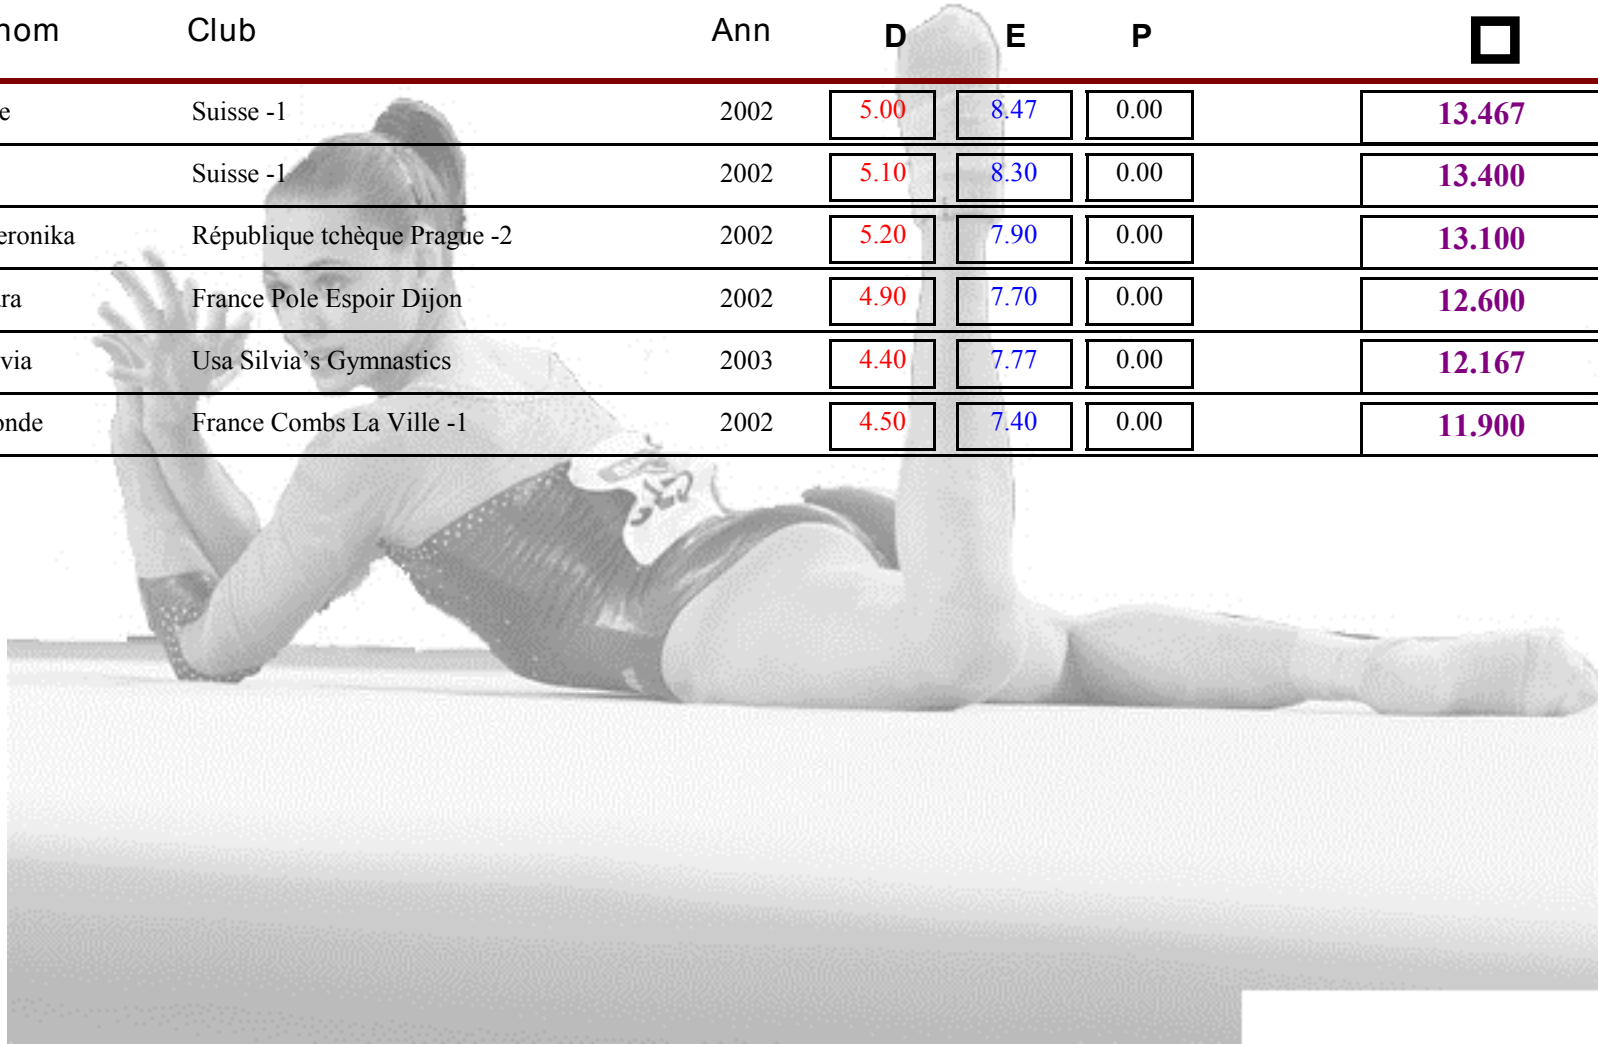 nom Club Ann D E P
e Suisse -1 2002 5.00 8.47 0.00 13.467
Suisse -1 2002 5.10 8.30 0.00 13.400
eronika République tchèque Prague -2 2002 5.20 7.90 0.00 13.100
ra France Pole Espoir Dijon 2002 4.90 7.70 0.00 12.600
via Usa Silvia’s Gymnastics 2003 4.40 7.77 0.00 12.167
onde France Combs La Ville -1 2002 4.50 7.40 0.00 11.900